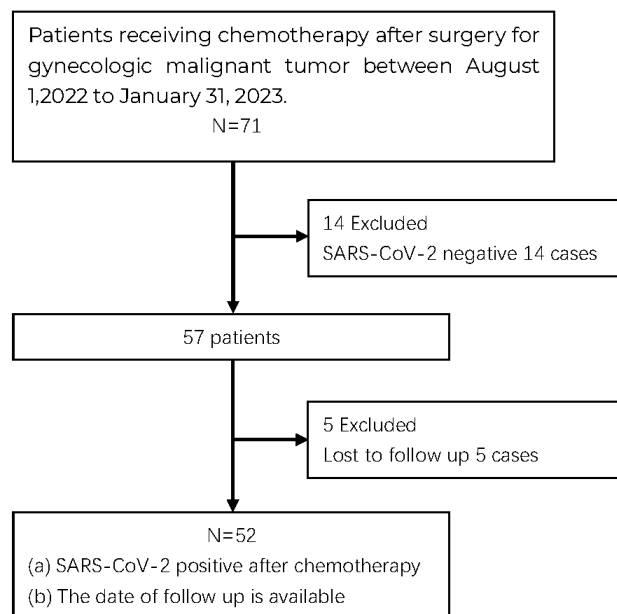 Patients receiving chemotherapy after surgery for
gynecologic malignant tumor between August
1,2022 to January 31, 2023.
N=71
14 Excluded
SARS-CoV-2 negative 14 cases
57 patients
5 Excluded
Lost to follow up 5 cases
N=52
(a) SARS-CoV-2 positive after chemotherapy
(b) The date of follow up is available